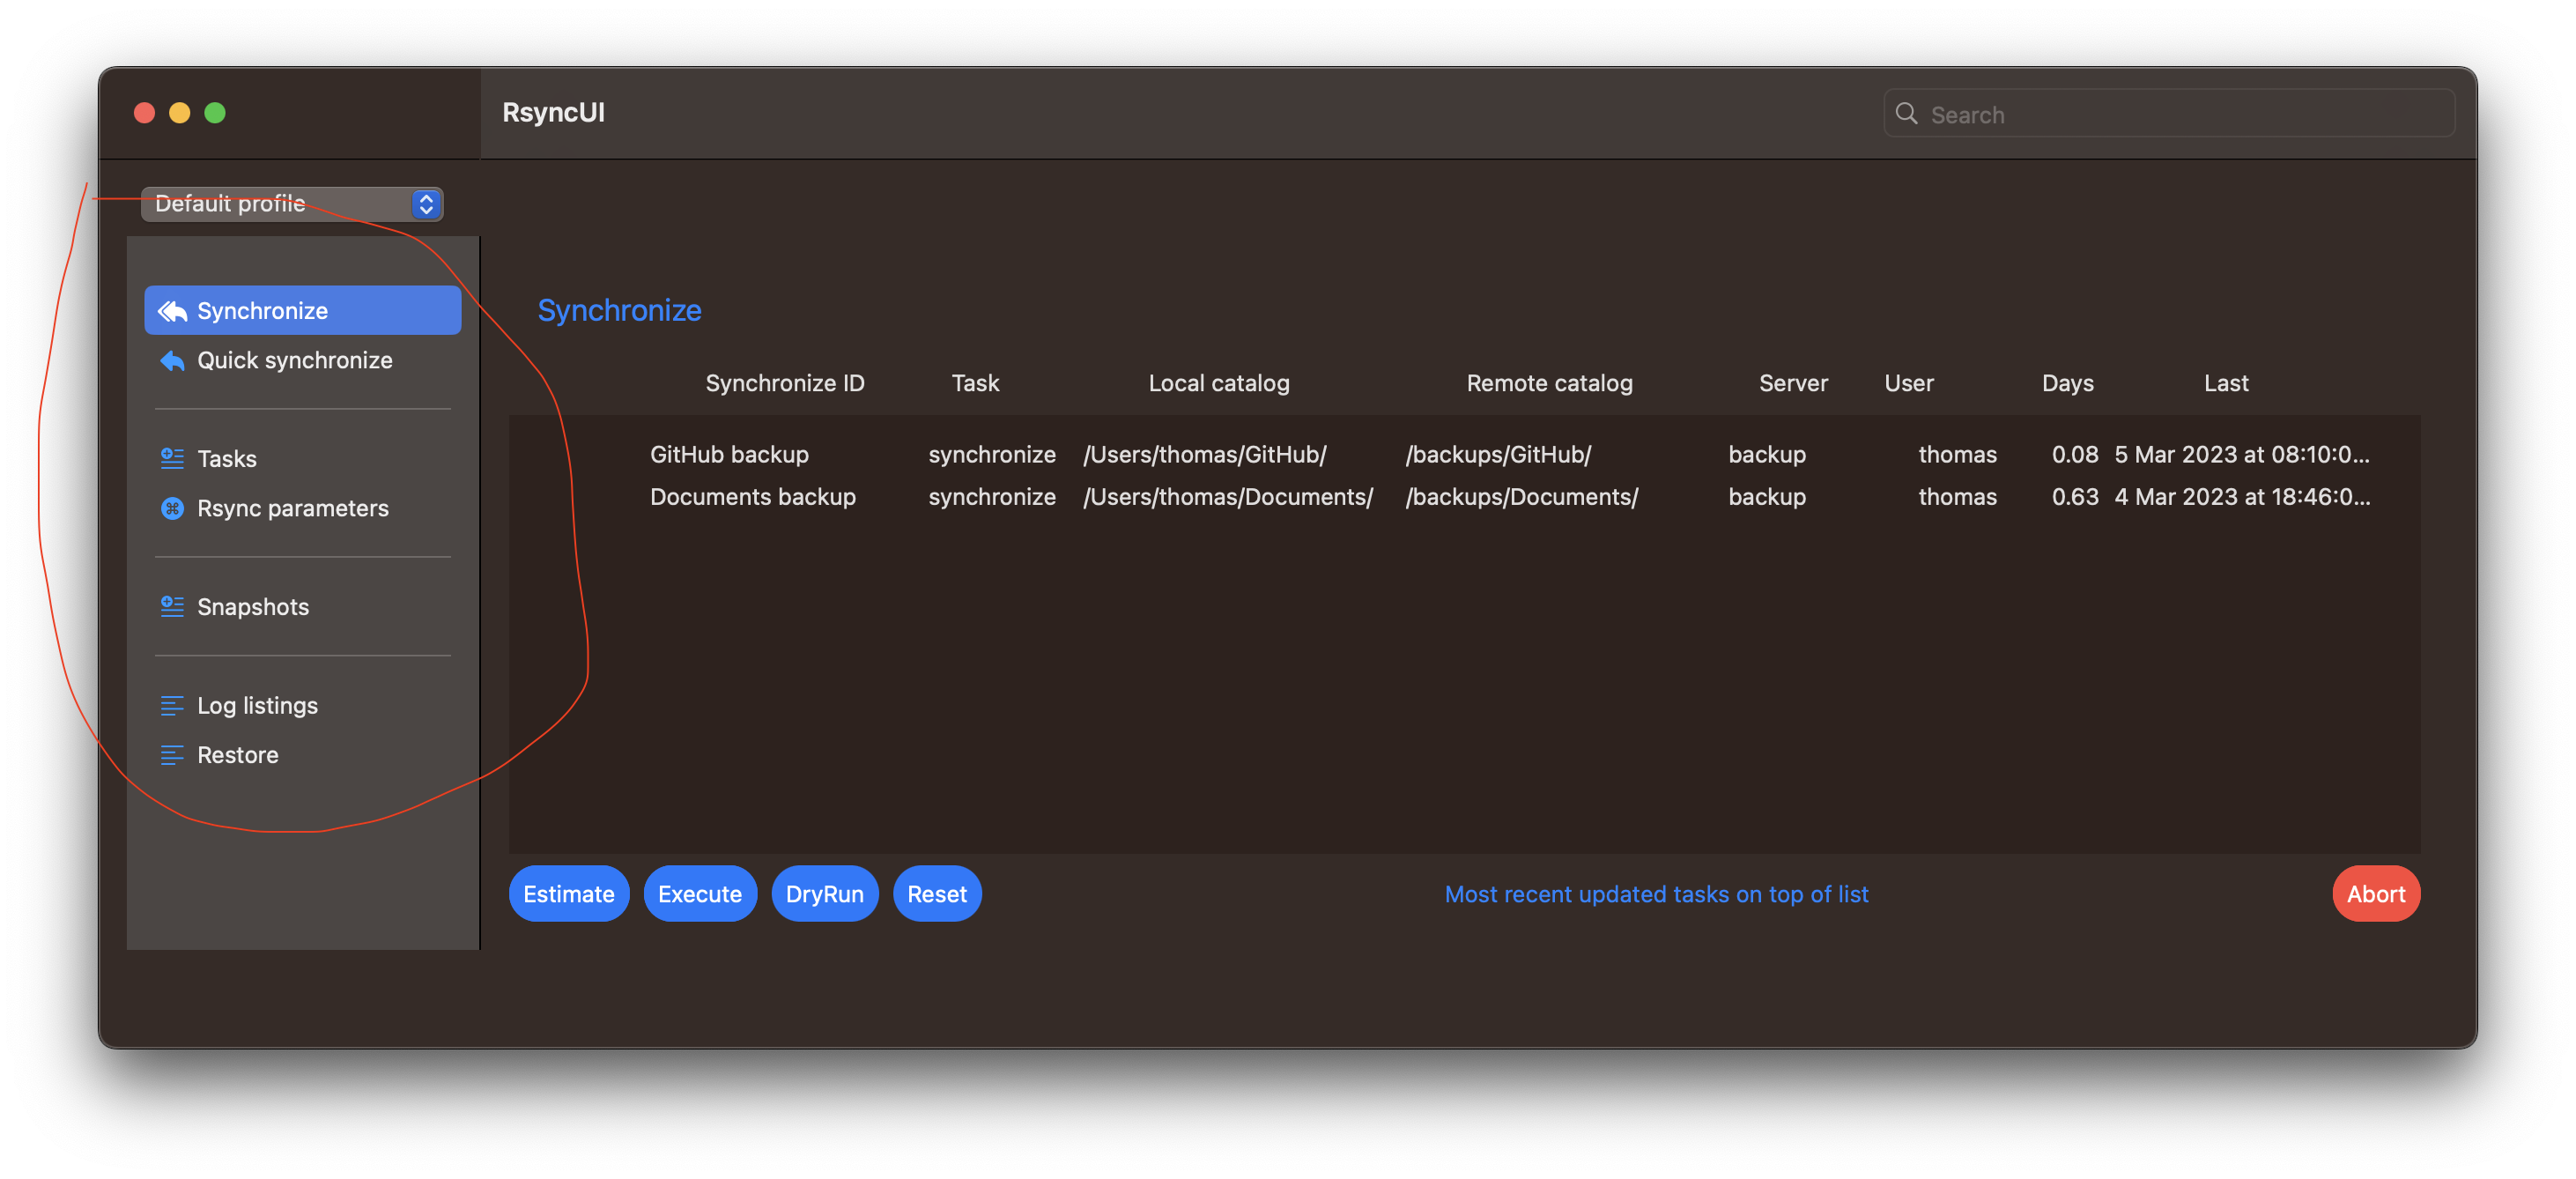 RsyncUI
Search
Default profile
Synchronize
Quick synchronize
Tasks
Rsync parameters
Snapshots
Log listings
Restore
Synchronize
Synchronize ID Task Local catalog Remote catalog Server User Days Last
GitHub backup synchronize /Users/thomas/GitHub/ /backups/GitHub/ backup thomas 0.08 5 Mar 2023 at 08:10:0...
Documents backup synchronize /Users/thomas/Documents/ /backups/Documents/ backup thomas 0.63 4 Mar 2023 at 18:46:0...
Estimate Execute DryRun Reset Most recent updated tasks on top of list Abort